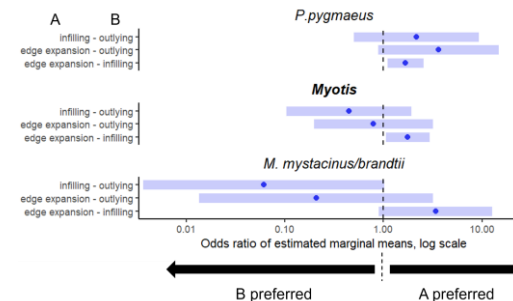 A B
P.pygmaeus
infilling - outlying
edge expansion - outlying
edge expansion - infilling
Myotis
infilling - outlying
edge expansion - outlying
edge expansion - infilling
M. mystacinus/brandtii
infilling - outlying
edge expansion - outlying
edge expansion - infilling
0.01 0.10 1.00 10.00
Odds ratio of estimated marginal means, log scale
B preferred A preferred